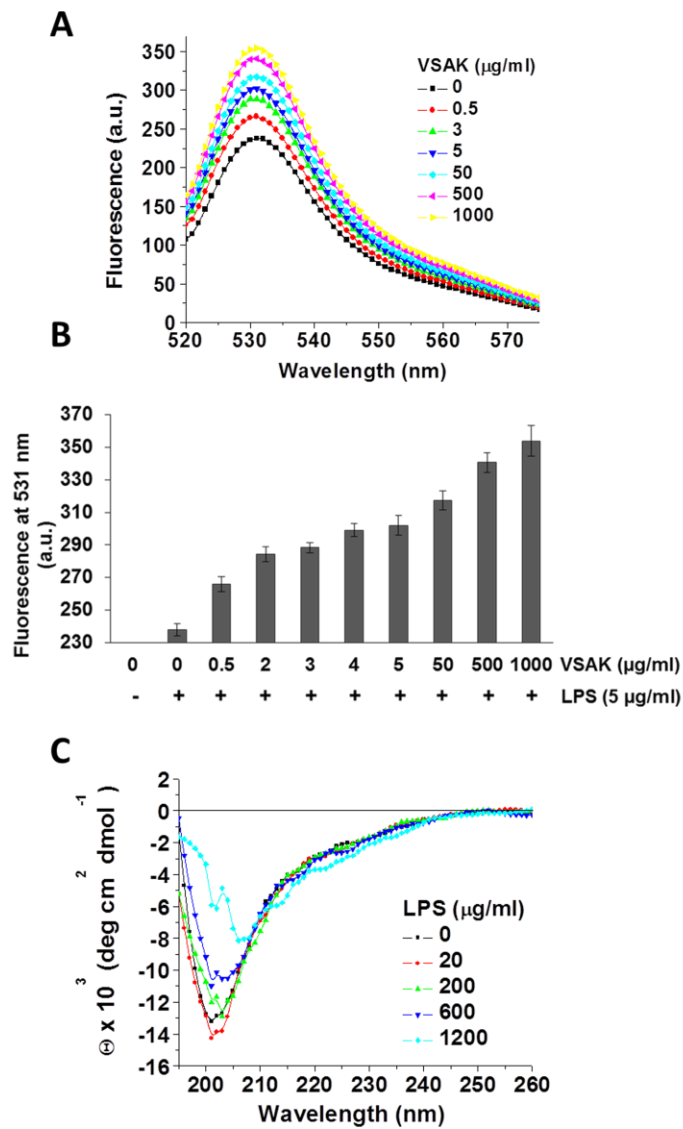 A
350
300
250
200
150
100
50
0
Fluorescence (a.u.)
VSAK (μg/ml)
0
0.5
3
5
50
500
1000
520 530 540 550 560 570
Wavelength (nm)
B
370
350
330
310
290
270
250
230
Fluorescence at 531 nm
(a.u.)
0 0 0.5 2 3 4 5 50 500 1000 VSAK (μg/ml)
- + + + + + + + + + LPS (5 μg/ml)
C
2
0
-2
-4
-6
-8
-10
-12
-14
-16
Θ x 10 3 (deg cm 2 dmol -1 )
LPS (μg/ml)
0
20
200
600
1200
200 210 220 230 240 250 260
Wavelength (nm)